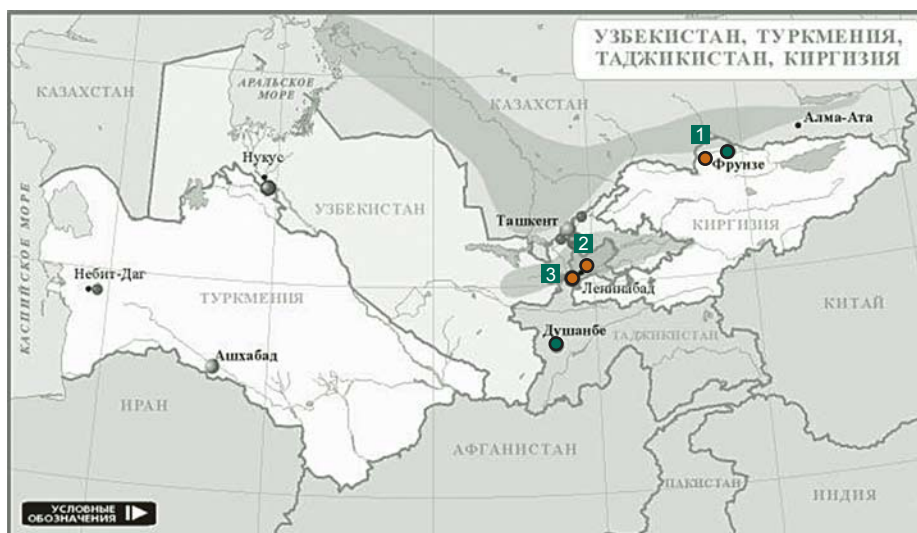 УЗБЕКИСТАН, ТУРКМЕНИЯ,
ТАДЖИКИСТАН, КИРГИЗИЯ
КАЗАХСТАН
АРАЛЬСКОЕ
МОРЕ
КАЗАХСТАН
Алма-Ата
1
Фрунзе
Нукус
УЗБЕКИСТАН
Ташкент
КИРГИЗИЯ
2
КАСПИЙСКОЕ МОРЕ
Небит-Даг
ТУРКМЕНИЯ
3
Ленинабад
КИТАЙ
Душанбе
ТАДЖИКИСТАН
Ашхабад
ИРАН
АФГАНИСТАН
ПАКИСТАН
ИНДИЯ
УСЛОВНЫЕ
ОБОЗНАЧЕНИЯ